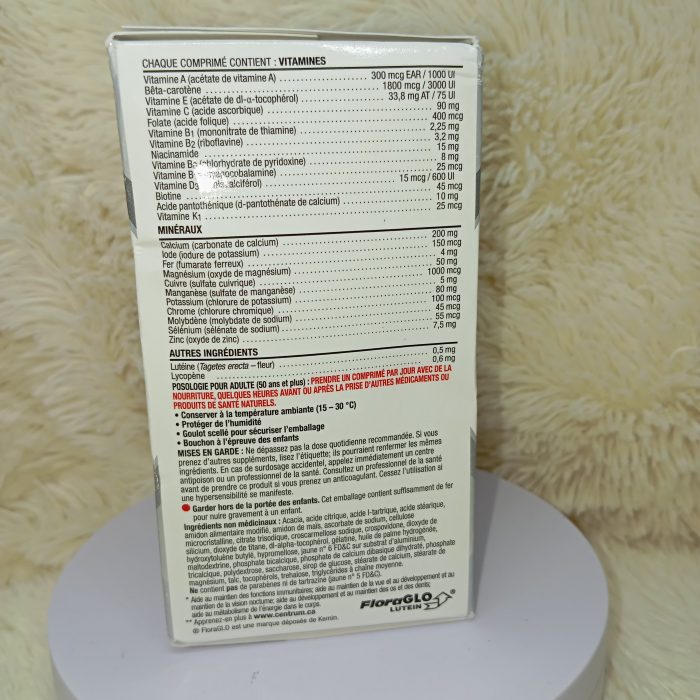 CHAQUE COMPRIMÉ CONTIENT : VITAMINES
Vitamine A (acétate de vitamine A) 300 mcg EAR / 1000 UI
Bêta-carotène 1800 mcg / 3000 UI
Vitamine E (acétate de dl-α-tocophérol) 33,8 mg AT / 75 UI
Vitamine C (acide ascorbique) 90 mg
Folate (acide folique) 400 mcg
Vitamine B1 (mononitrate de thiamine) 2,25 mg
Vitamine B2 (riboflavine) 3,2 mg
Niacinamide 15 mg
Vitamine (chlorhydrate de pyridoxine) 8 mg
Vitamine 25 mcg
Vitamine D3 15 mcg / 600 UI
Biotine 45 mcg
Acide pantothénique (d-pantothénate de calcium) 10 mg
Vitamine K1 25 mcg
MINÉRAUX
Calcium (carbonate de calcium) 200 mg
Iode (iodure de potassium) 150 mcg
Fer (fumarate ferreux) 4 mg
Magnésium (oxyde de magnésium) 50 mg
Cuivre (sulfate cuivrique) 1000 mcg
Manganèse (sulfate de manganèse) 5 mg
Potassium (chlorure de potassium) 80 mg
Chrome (chlorure chromique) 100 mcg
Molybdène (molybdate de sodium) 45 mcg
Sélénium (sélénate de sodium) 55 mcg
Zinc (oxyde de zinc) 7,5 mg
AUTRES INGRÉDIENTS
Lutéine (Tagetes erecta – fleur) 0,5 mg
Lycopène 0,6 mg
POSOLOGIE POUR ADULTE (50 ans et plus) : PRENDRE UN COMPRIMÉ PAR JOUR AVEC DE LA
NOURRITURE, QUELQUES HEURES AVANT OU APRÈS LA PRISE D'AUTRES MÉDICAMENTS OU
PRODUITS DE SANTÉ NATURELS.
• Conserver à la température ambiante (15 – 30 °C)
• Protéger de l'humidité
• Goulot scellé pour sécuriser l'emballage
• Bouchon à l'épreuve des enfants
MISES EN GARDE : Ne dépassez pas la dose quotidienne recommandée. Si vous
prenez d'autres suppléments, lisez l'étiquette; ils pourraient renfermer les mêmes
ingrédients. En cas de surdosage accidentel, appelez immédiatement un centre
antipoison ou un professionnel de la santé. Consultez un professionnel de la santé
avant de prendre ce produit si vous prenez un anticoagulant. Cessez l'utilisation si
une hypersensibilité se manifeste.
Garder hors de la portée des enfants. Cet emballage contient suffisamment de fer
pour nuire gravement à un enfant.
Ingrédients non médicinaux : Acacia, acide citrique, acide l-tartrique, acide stéarique,
amidon alimentaire modifié, amidon de maïs, ascorbate de sodium, cellulose
microcristalline, citrate trisodique, croscarmellose sodique, crospovidone, dioxyde de
silicium, dioxyde de titane, dl-alpha-tocophérol, gélatine, huile de palme hydrogénée,
hydroxytoluène butylé, hypromellose, jaune n° 6 FD&C sur substrat d'aluminium,
maltodextrine, phosphate bicalcique, phosphate de calcium dibasique dihydraté, phosphate
tricalcique, polydextrose, saccharose, sirop de glucose, stéarate de calcium, stéarate de
magnésium, talc, tocophérols, trehalose, triglycérides à chaîne moyenne.
Ne contient pas de parabènes ni de tartrazine (jaune n° 5 FD&C).
* Aide au maintien des fonctions immunitaires; aide au maintien de la vue et au développement et au
maintien de la vision nocturne; aide au développement et au maintien des os et des dents;
aide au métabolisme de l'énergie dans le corps.
** Apprenez-en plus à www.centrum.ca
® FloraGLO est une marque déposée de Kemin.
FloraGLO®
LUTEIN